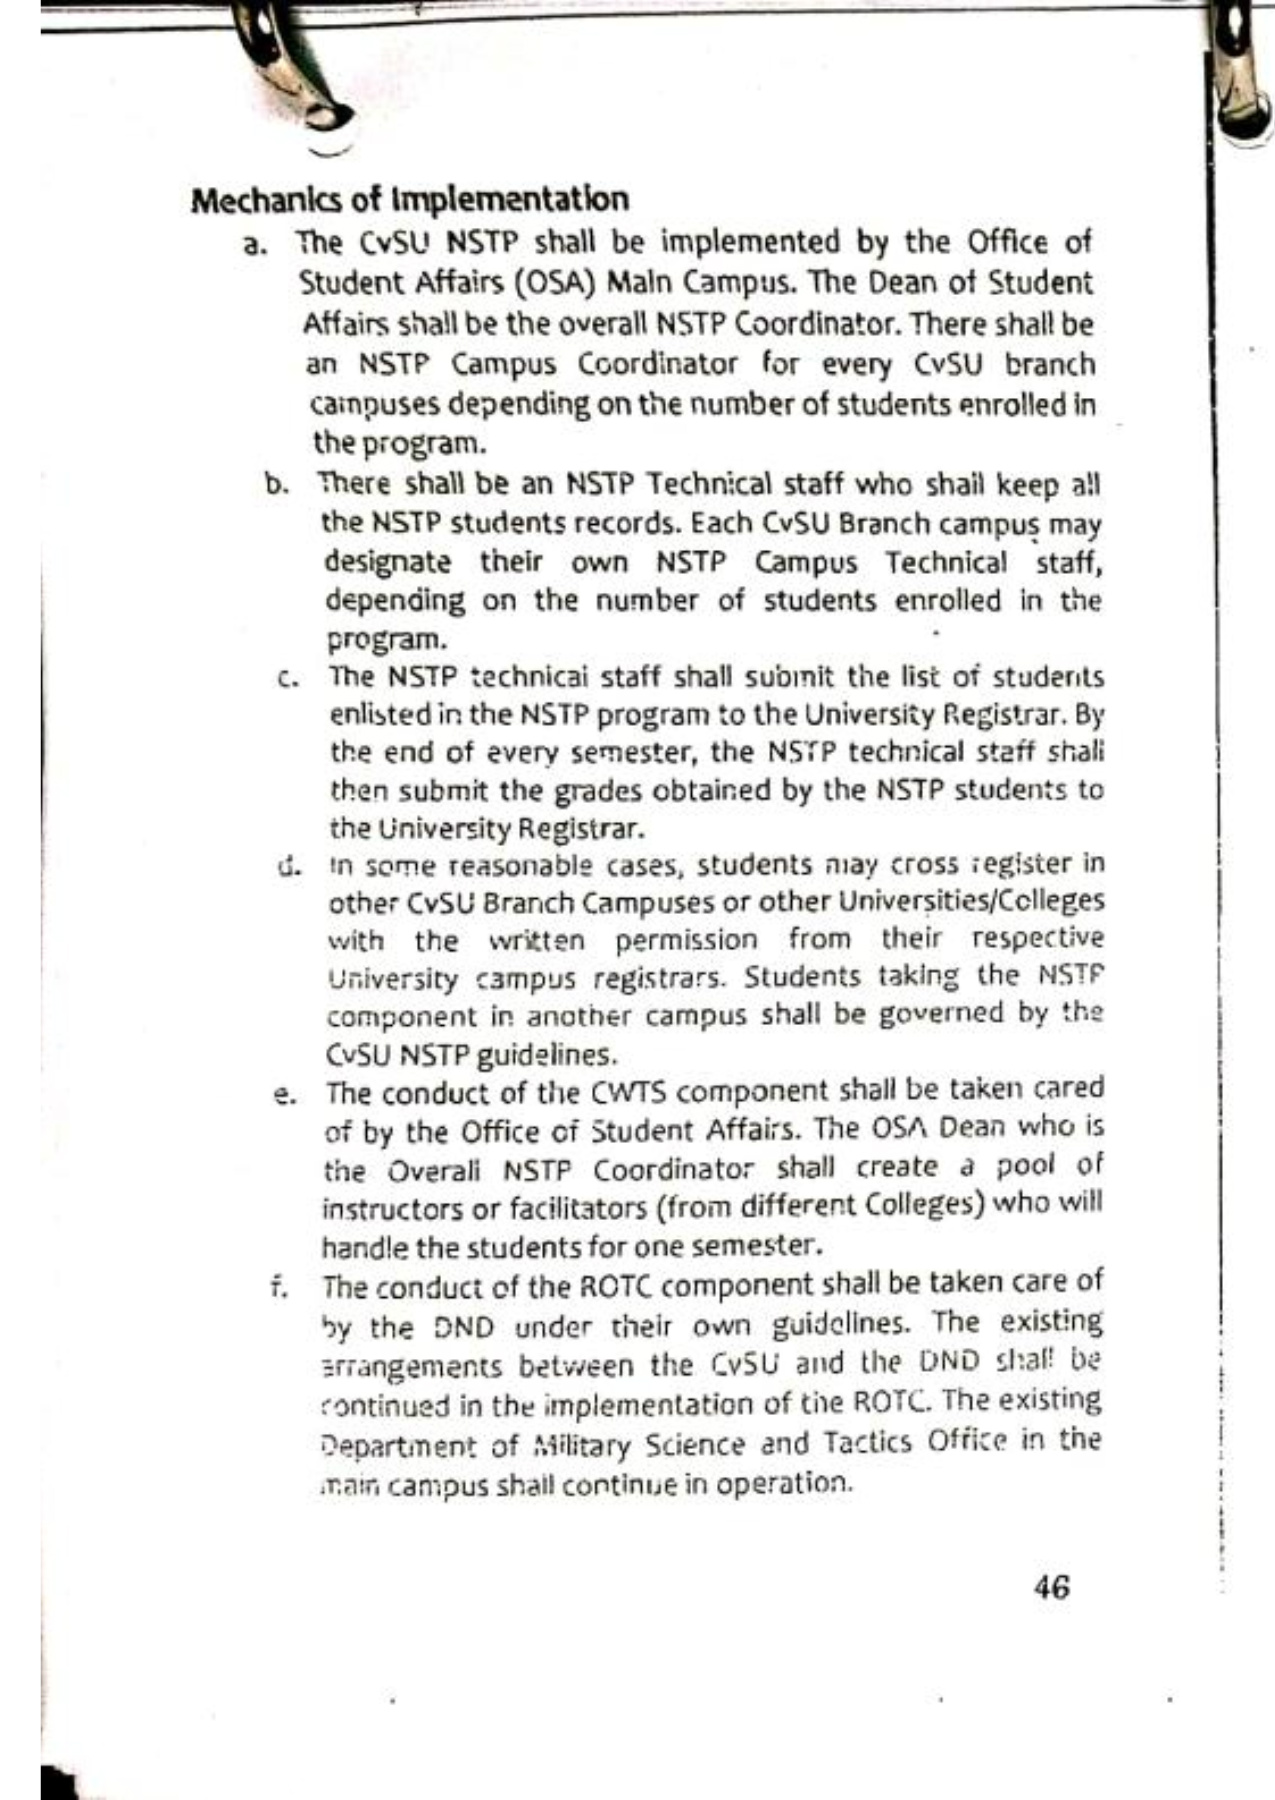 Mechanics of Implementation
a. The CvSU NSTP shall be implemented by the Office of
Student Affairs (OSA) Main Campus. The Dean of Student
Affairs shall be the overall NSTP Coordinator. There shall be
an NSTP Campus Coordinator for every CvSU branch
campuses depending on the number of students enrolled in
the program.
b. There shall be an NSTP Technical staff who shall keep all
the NSTP students records. Each CvSU Branch campus may
designate their own NSTP Campus Technical staff,
depending on the number of students enrolled in the
program.
c. The NSTP technical staff shall submit the list of students
enlisted in the NSTP program to the University Registrar. By
the end of every semester, the NSTP technical staff shall
then submit the grades obtained by the NSTP students to
the University Registrar.
d. In some reasonable cases, students may cross register in
other CvSU Branch Campuses or other Universities/Colleges
with the written permission from their respective
University campus registrars. Students taking the NSTP
component in another campus shall be governed by the
CvSU NSTP guidelines.
e. The conduct of the CWTS component shall be taken cared
of by the Office of Student Affairs. The OSA Dean who is
the Overall NSTP Coordinator shall create a pool of
instructors or facilitators (from different Colleges) who will
handle the students for one semester.
f. The conduct of the ROTC component shall be taken care of
by the DND under their own guidelines. The existing
arrangements between the CvSU and the DND shall be
continued in the implementation of the ROTC. The existing
Department of Military Science and Tactics Office in the
main campus shall continue in operation.
46